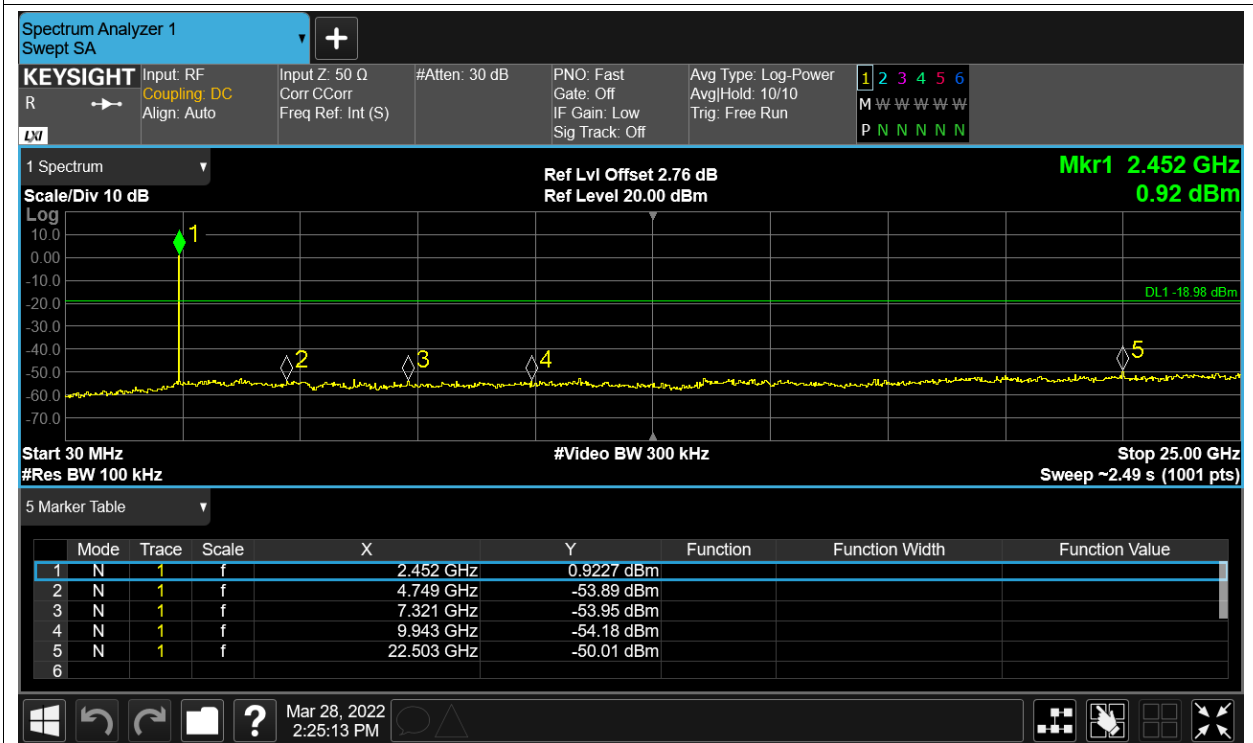 Spectrum Analyzer 1
Swept SA
+
KEYSIGHT Input: RF Input Z: 50 Ω #Atten: 30 dB PNO: Fast Avg Type: Log-Power 1 2 3 4 5 6
R Coupling: DC Corr CCorr Gate: Off Avg|Hold: 10/10 M W W W W W
Align: Auto Freq Ref: Int (S) IF Gain: Low Trig: Free Run
LXI Sig Track: Off P N N N N N
1 Spectrum Ref Lvl Offset 2.76 dB Mkr1 2.452 GHz
Scale/Div 10 dB Ref Level 20.00 dBm 0.92 dBm
Log
10.0 1
0.00
-10.0
DL1 -18.98 dBm
-20.0
-30.0
-40.0
2 3 4 5
-50.0
-60.0
-70.0
Start 30 MHz #Video BW 300 kHz Stop 25.00 GHz
#Res BW 100 kHz Sweep ~2.49 s (1001 pts)
5 Marker Table
Mode Trace Scale X Y Function Function Width Function Value
1 N 1 f 2.452 GHz 0.9227 dBm
2 N 1 f 4.749 GHz -53.89 dBm
3 N 1 f 7.321 GHz -53.95 dBm
4 N 1 f 9.943 GHz -54.18 dBm
5 N 1 f 22.503 GHz -50.01 dBm
6
? Mar 28, 2022
2:25:13 PM